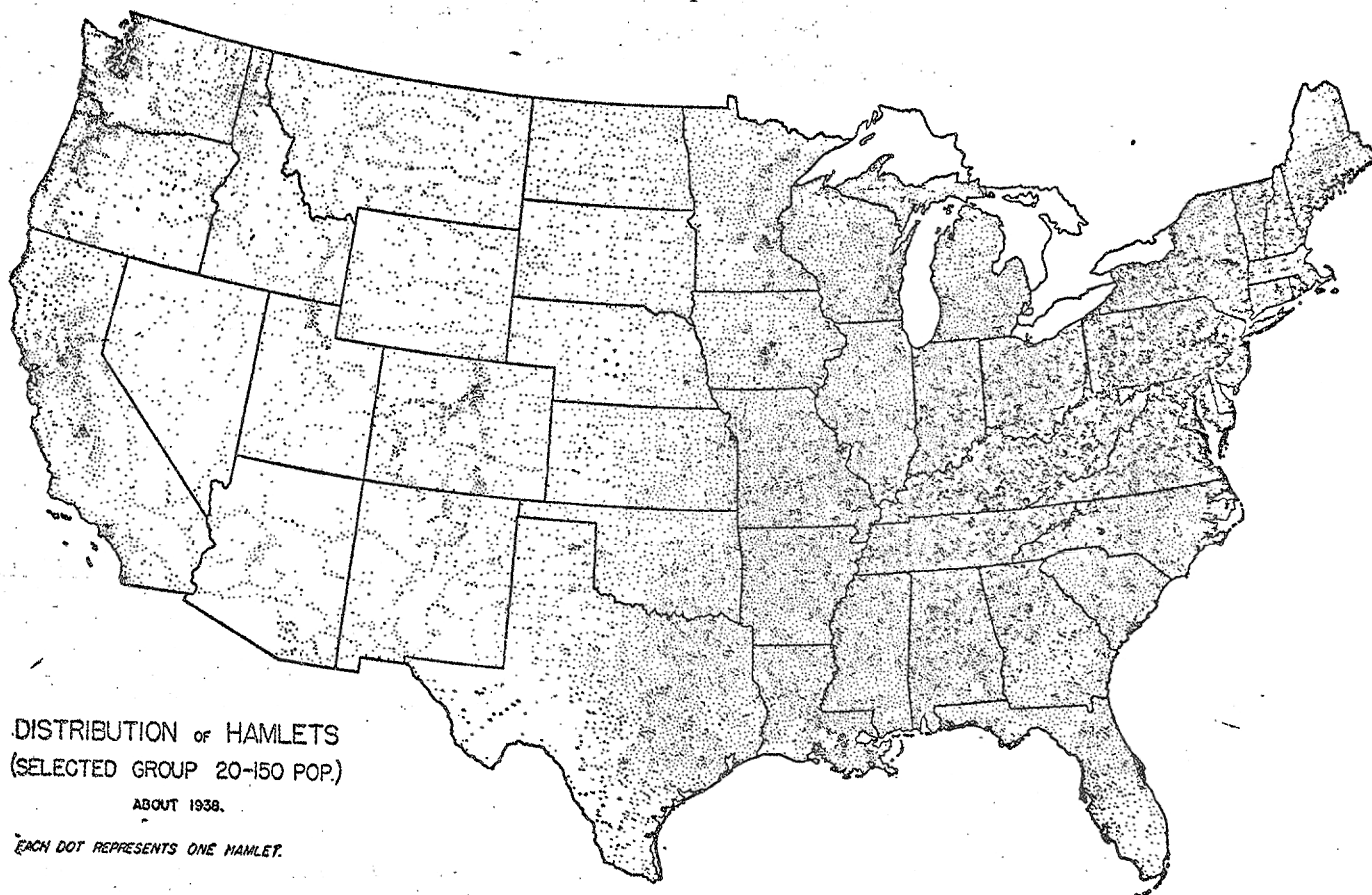 DISTRIBUTION OF HAMLETS
(SELECTED GROUP 20-150 POP.)
ABOUT 1938.
EACH DOT REPRESENTS ONE HAMLET.